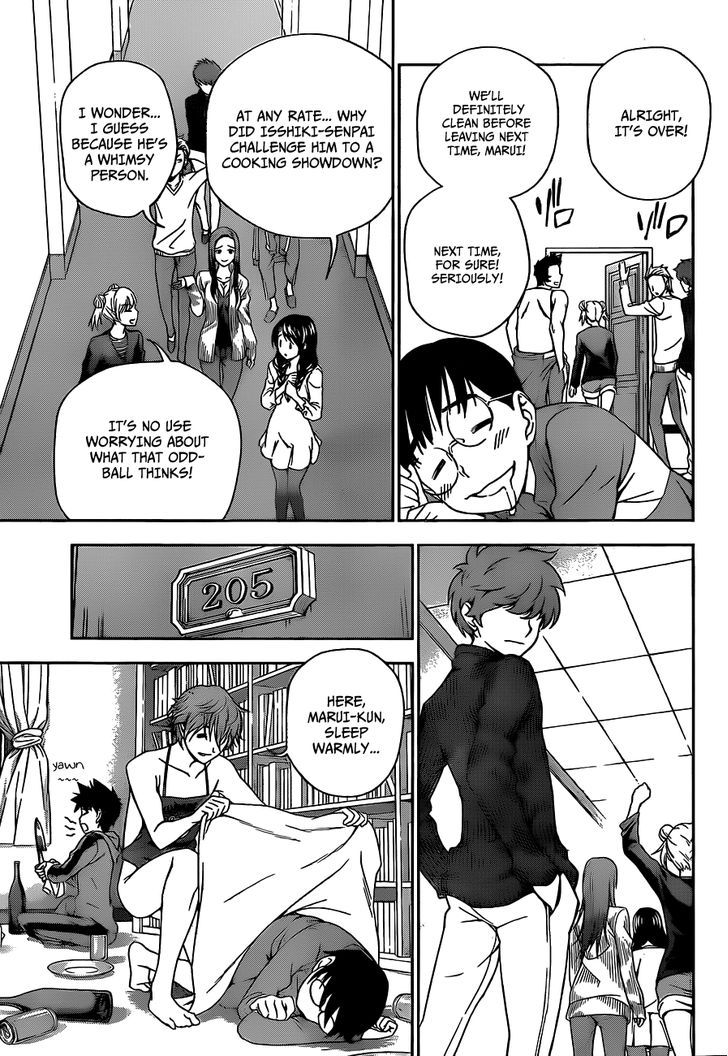 ALRIGHT,
IT'S OVER!
WE'LL
DEFINITELY
CLEAN BEFORE
LEAVING NEXT
TIME, MARUI!
NEXT TIME,
FOR SURE!
SERIOUSLY!
AT ANY RATE... WHY
DID ISSHIKI-SENPAI
CHALLENGE HIM TO A
COOKING SHOWDOWN?
I WONDER...
I GUESS
BECAUSE HE'S
A WHIMSY
PERSON.
IT'S NO USE
WORRYING ABOUT
WHAT THAT ODD-
BALL THINKS!
205
HERE,
MARUI-KUN,
SLEEP
WARMLY...
yawn